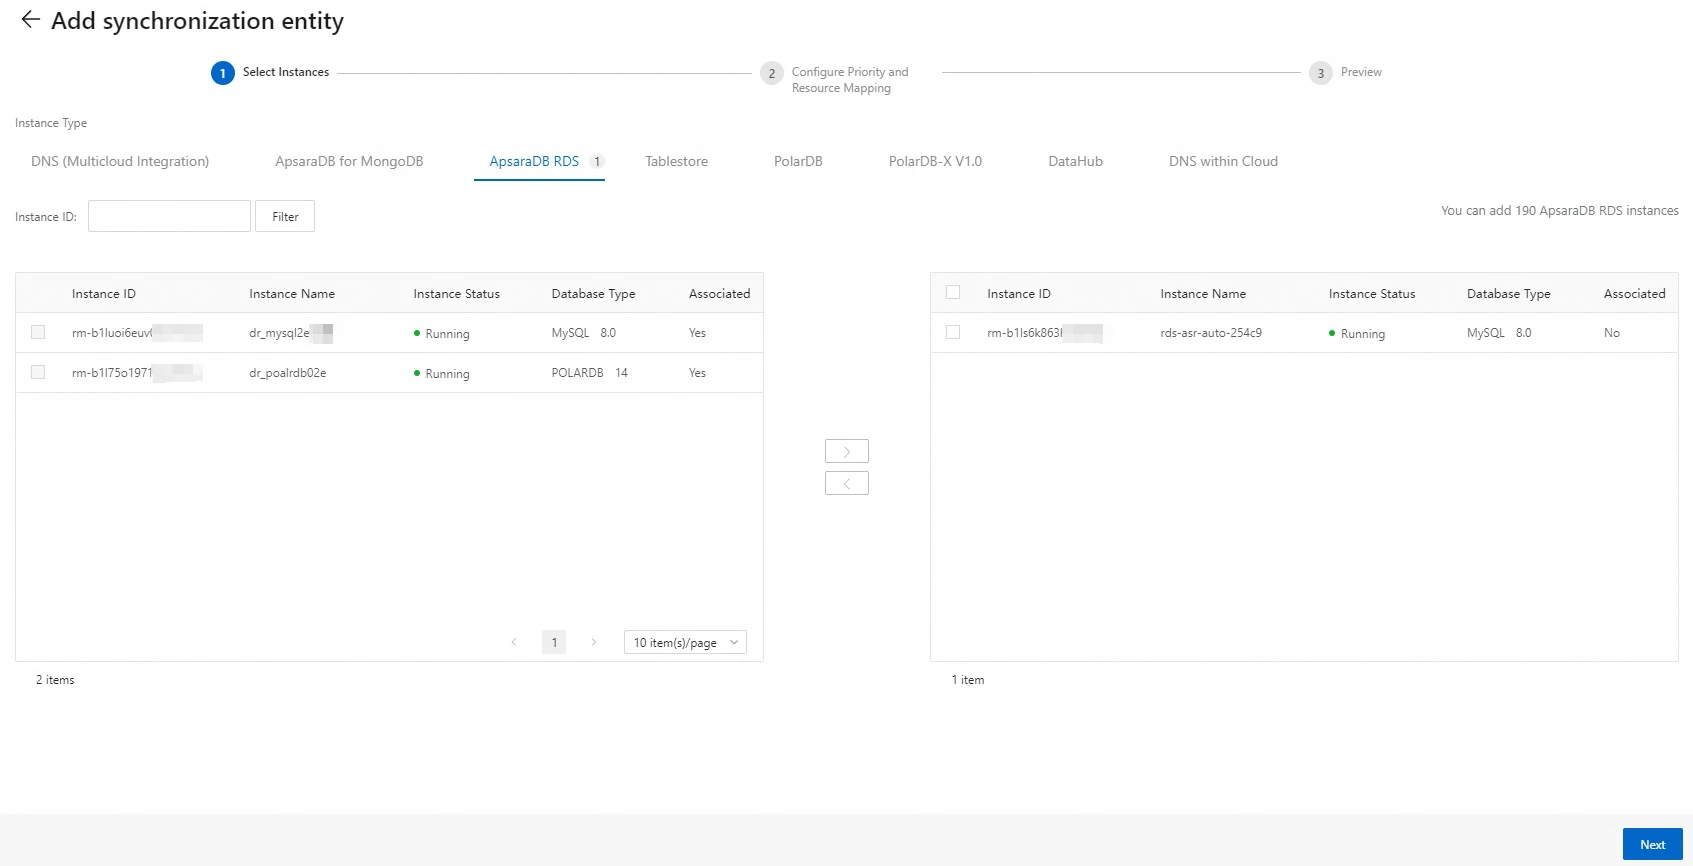 Add synchronization entity
1 Select Instances
2 Configure Priority and
Resource Mapping
3 Preview
Instance Type
DNS (Multicloud Integration) ApsaraDB for MongoDB ApsaraDB RDS 1 Tablestore PolarDB PolarDB-X V1.0 DataHub DNS within Cloud
Instance ID: Filter
You can add 190 ApsaraDB RDS instances
Instance ID Instance Name Instance Status Database Type Associated
dr_mysql2e Running MySQL 8.0 Yes
rm-b1l75o1971 dr_poalrdb02e Running POLARDB 14 Yes
1 10 item(s)/page
2 items
Instance ID Instance Name Instance Status Database Type Associated
rds-asr-auto-254c9 Running MySQL 8.0 No
1 item
Next